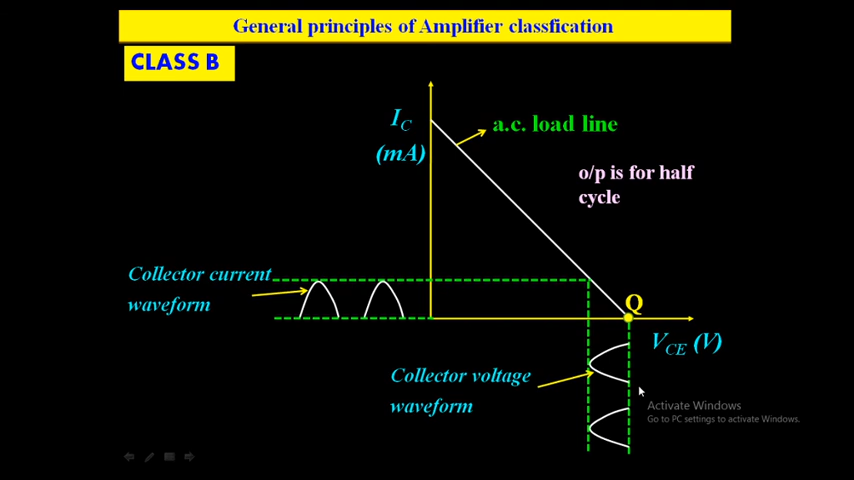 General principles of Amplifier classfication
CLASS B
I_C
(mA)
a.c. load line
o/p is for half
cycle
Collector current
waveform
Q
V_CE (V)
Collector voltage
waveform
Activate Windows
Go to PC settings to activate Windows.